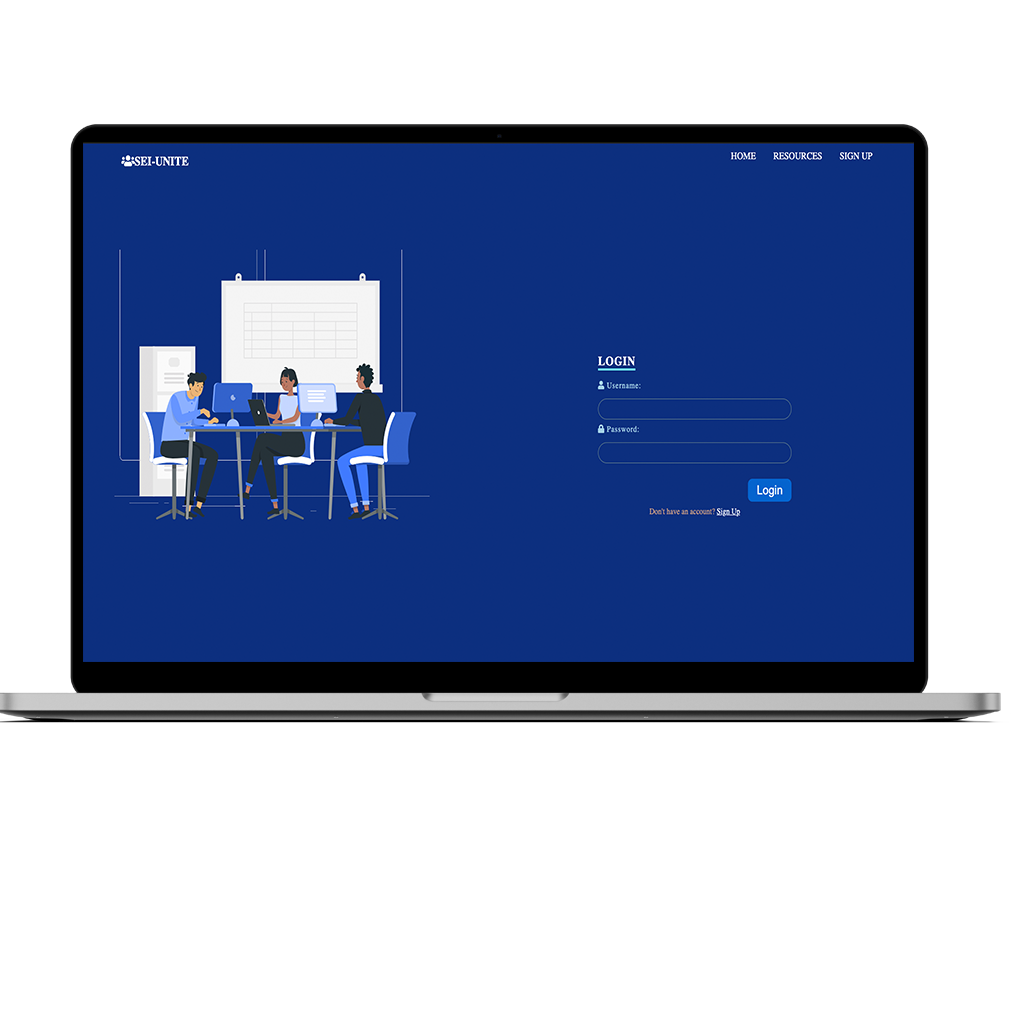 SEI-UNITE
HOME RESOURCES SIGN UP
LOGIN
Username:
Password:
Login
Don't have an account? Sign Up